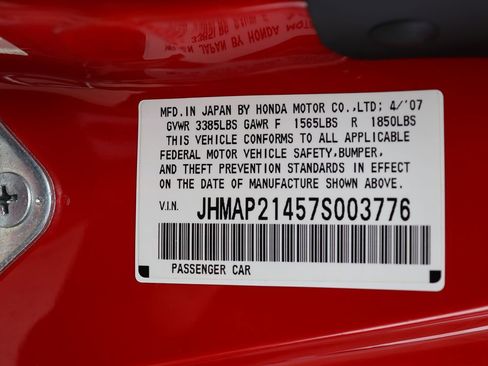 MFD.IN JAPAN BY HONDA MOTOR CO.,LTD; 4/'07
GVWR 3385LBS GAWR F 1565LBS R 1850LBS
THIS VEHICLE CONFORMS TO ALL APPLICABLE
FEDERAL MOTOR VEHICLE SAFETY,BUMPER,
AND THEFT PREVENTION STANDARDS IN EFFECT
ON THE DATE OF MANUFACTURE SHOWN ABOVE.
V.I.N. JHMAP21457S003776
PASSENGER CAR